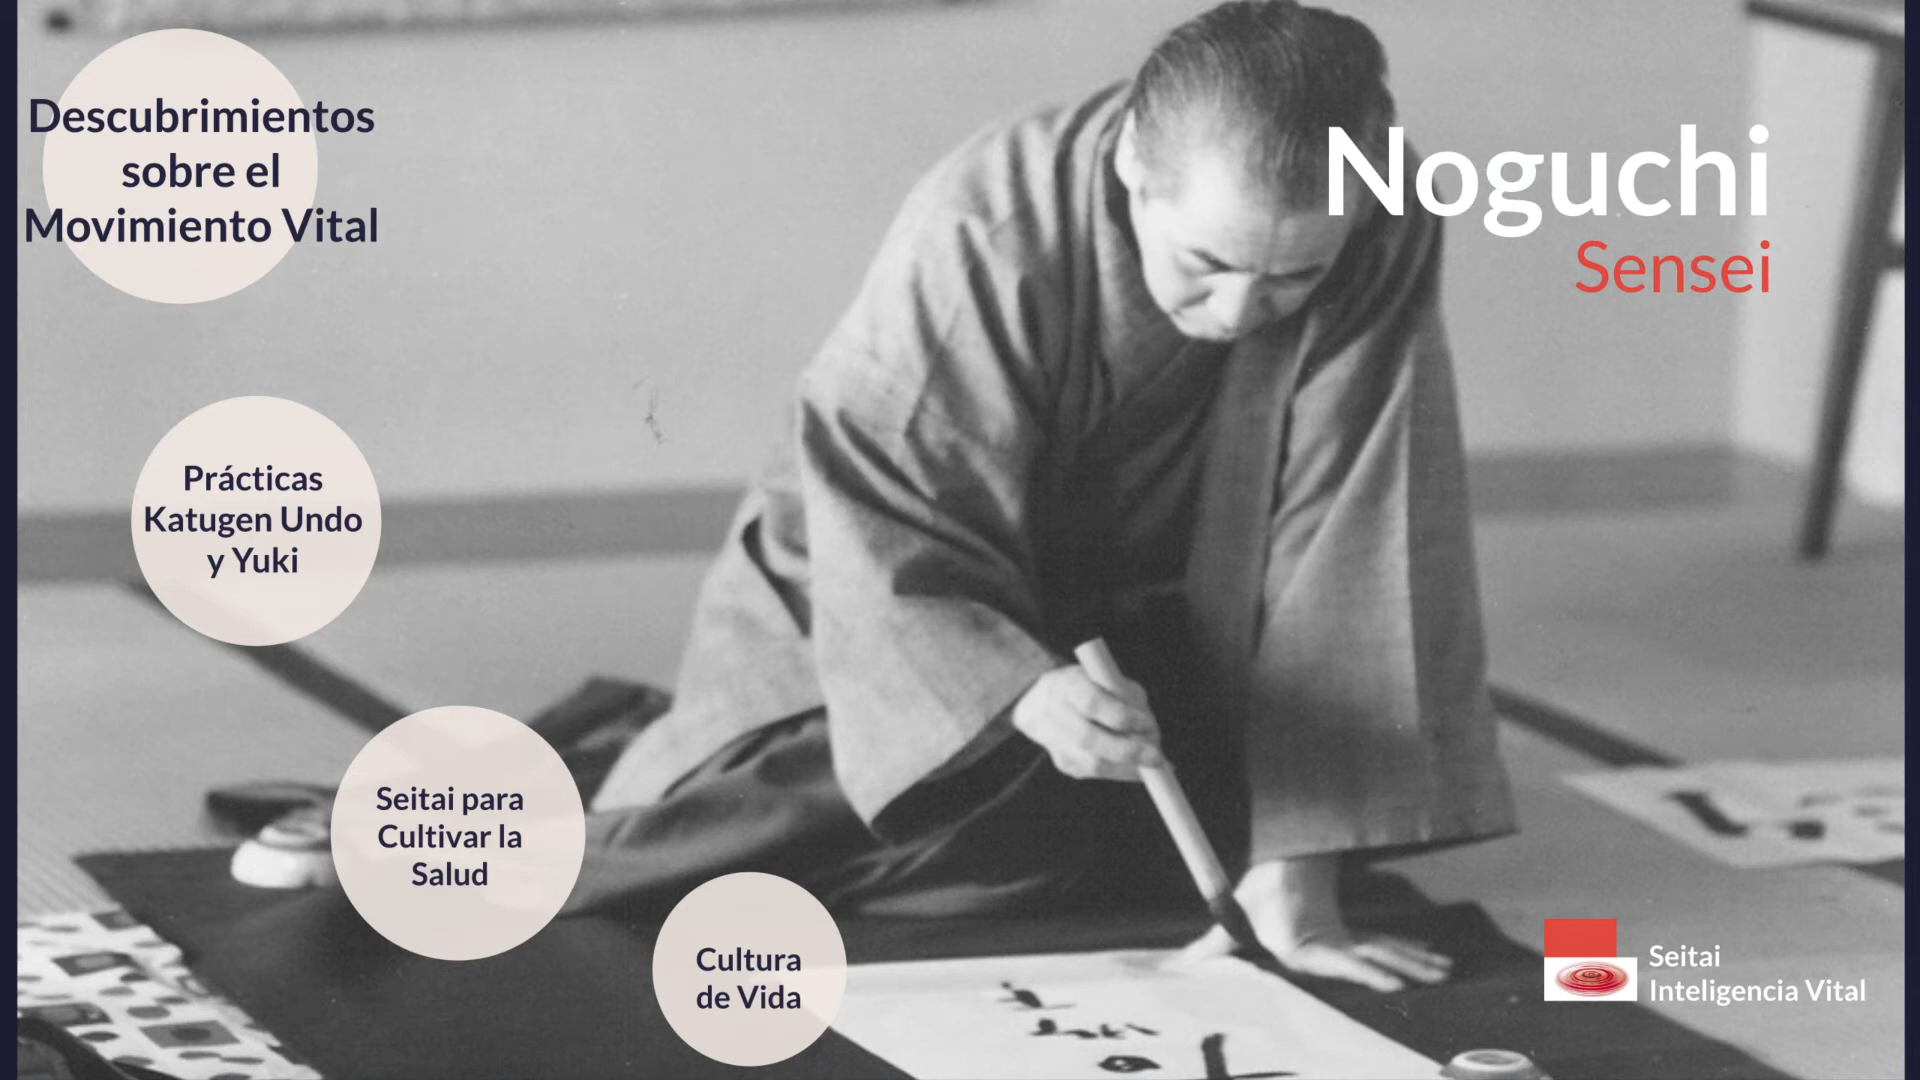 Descubrimientos
sobre el
Movimiento Vital
Noguchi
Sensei
Prácticas
Katugen Undo
y Yuki
Seitai para
Cultivar la
Salud
Cultura
de Vida
Seitai
Inteligencia Vital